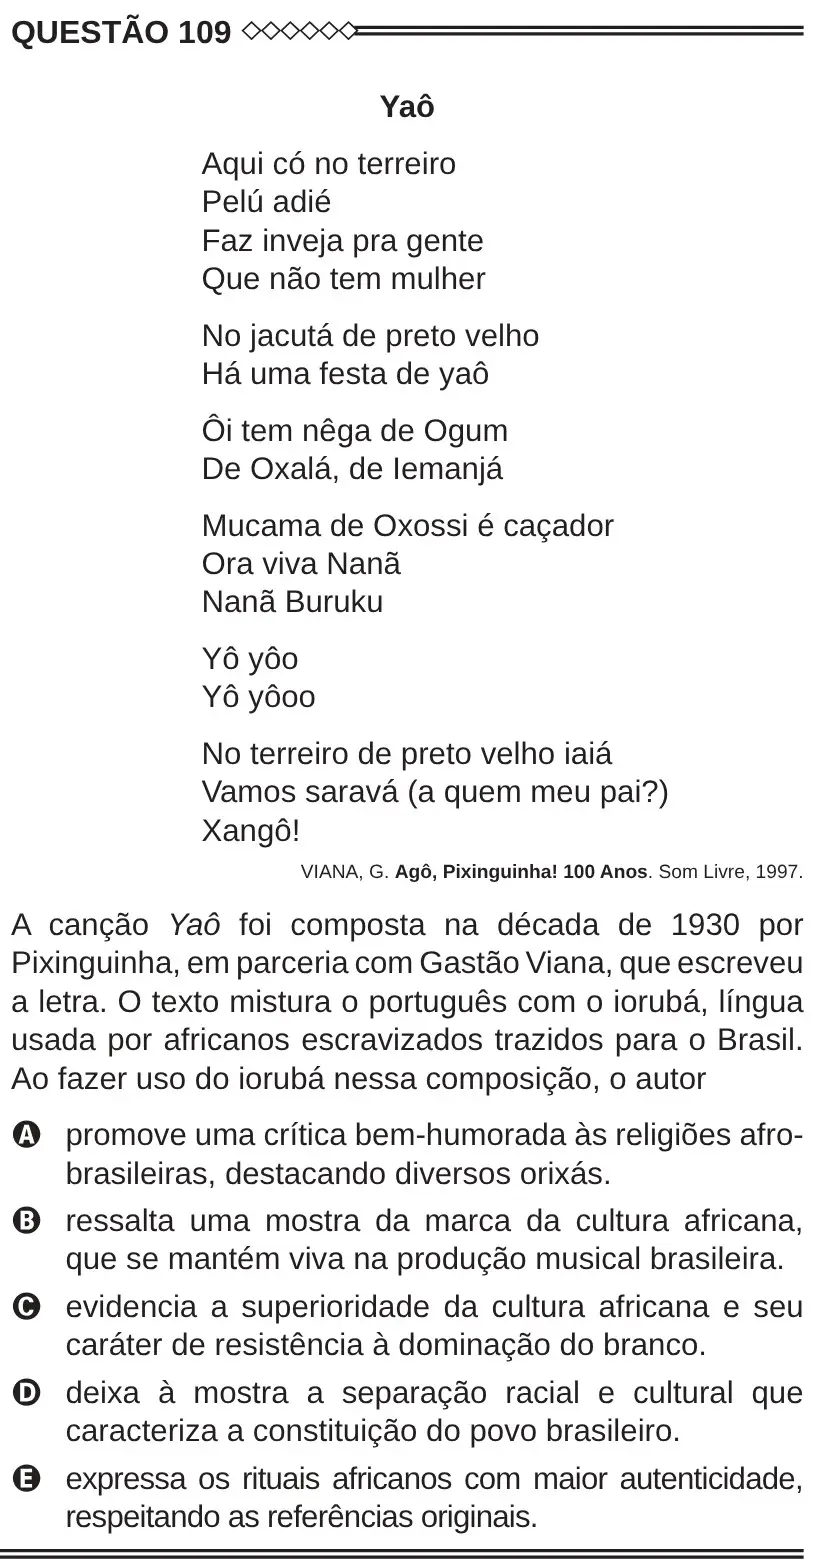 QUESTÃO 109
Yaô
Aqui có no terreiro
Pelú adié
Faz inveja pra gente
Que não tem mulher
No jacutá de preto velho
Há uma festa de yaô
Ôi tem nêga de Ogum
De Oxalá, de Iemanjá
Mucama de Oxossi é caçador
Ora viva Nanã
Nanã Buruku
Yô yôo
Yô yôoo
No terreiro de preto velho iaiá
Vamos saravá (a quem meu pai?)
Xangô!
VIANA, G. Agô, Pixinguinha! 100 Anos. Som Livre, 1997.
A canção Yaô foi composta na década de 1930 por
Pixinguinha, em parceria com Gastão Viana, que escreveu
a letra. O texto mistura o português com o iorubá, língua
usada por africanos escravizados trazidos para o Brasil.
Ao fazer uso do iorubá nessa composição, o autor
A promove uma crítica bem-humorada às religiões afro-
brasileiras, destacando diversos orixás.
B ressalta uma mostra da marca da cultura africana,
que se mantém viva na produção musical brasileira.
C evidencia a superioridade da cultura africana e seu
caráter de resistência à dominação do branco.
D deixa à mostra a separação racial e cultural que
caracteriza a constituição do povo brasileiro.
E expressa os rituais africanos com maior autenticidade,
respeitando as referências originais.